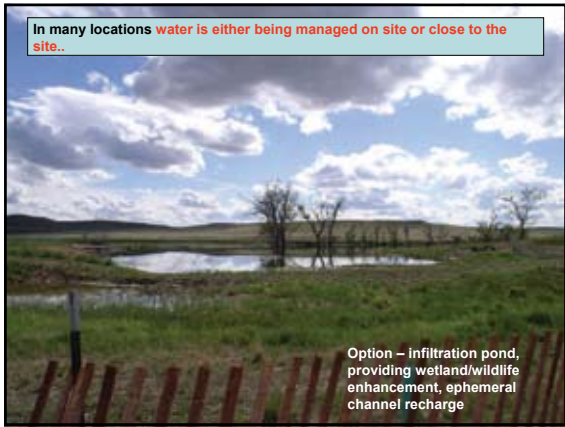 In many locations water is either being managed on site or close to the
site..
Option – infiltration pond,
providing wetland/wildlife
enhancement, ephemeral
channel recharge